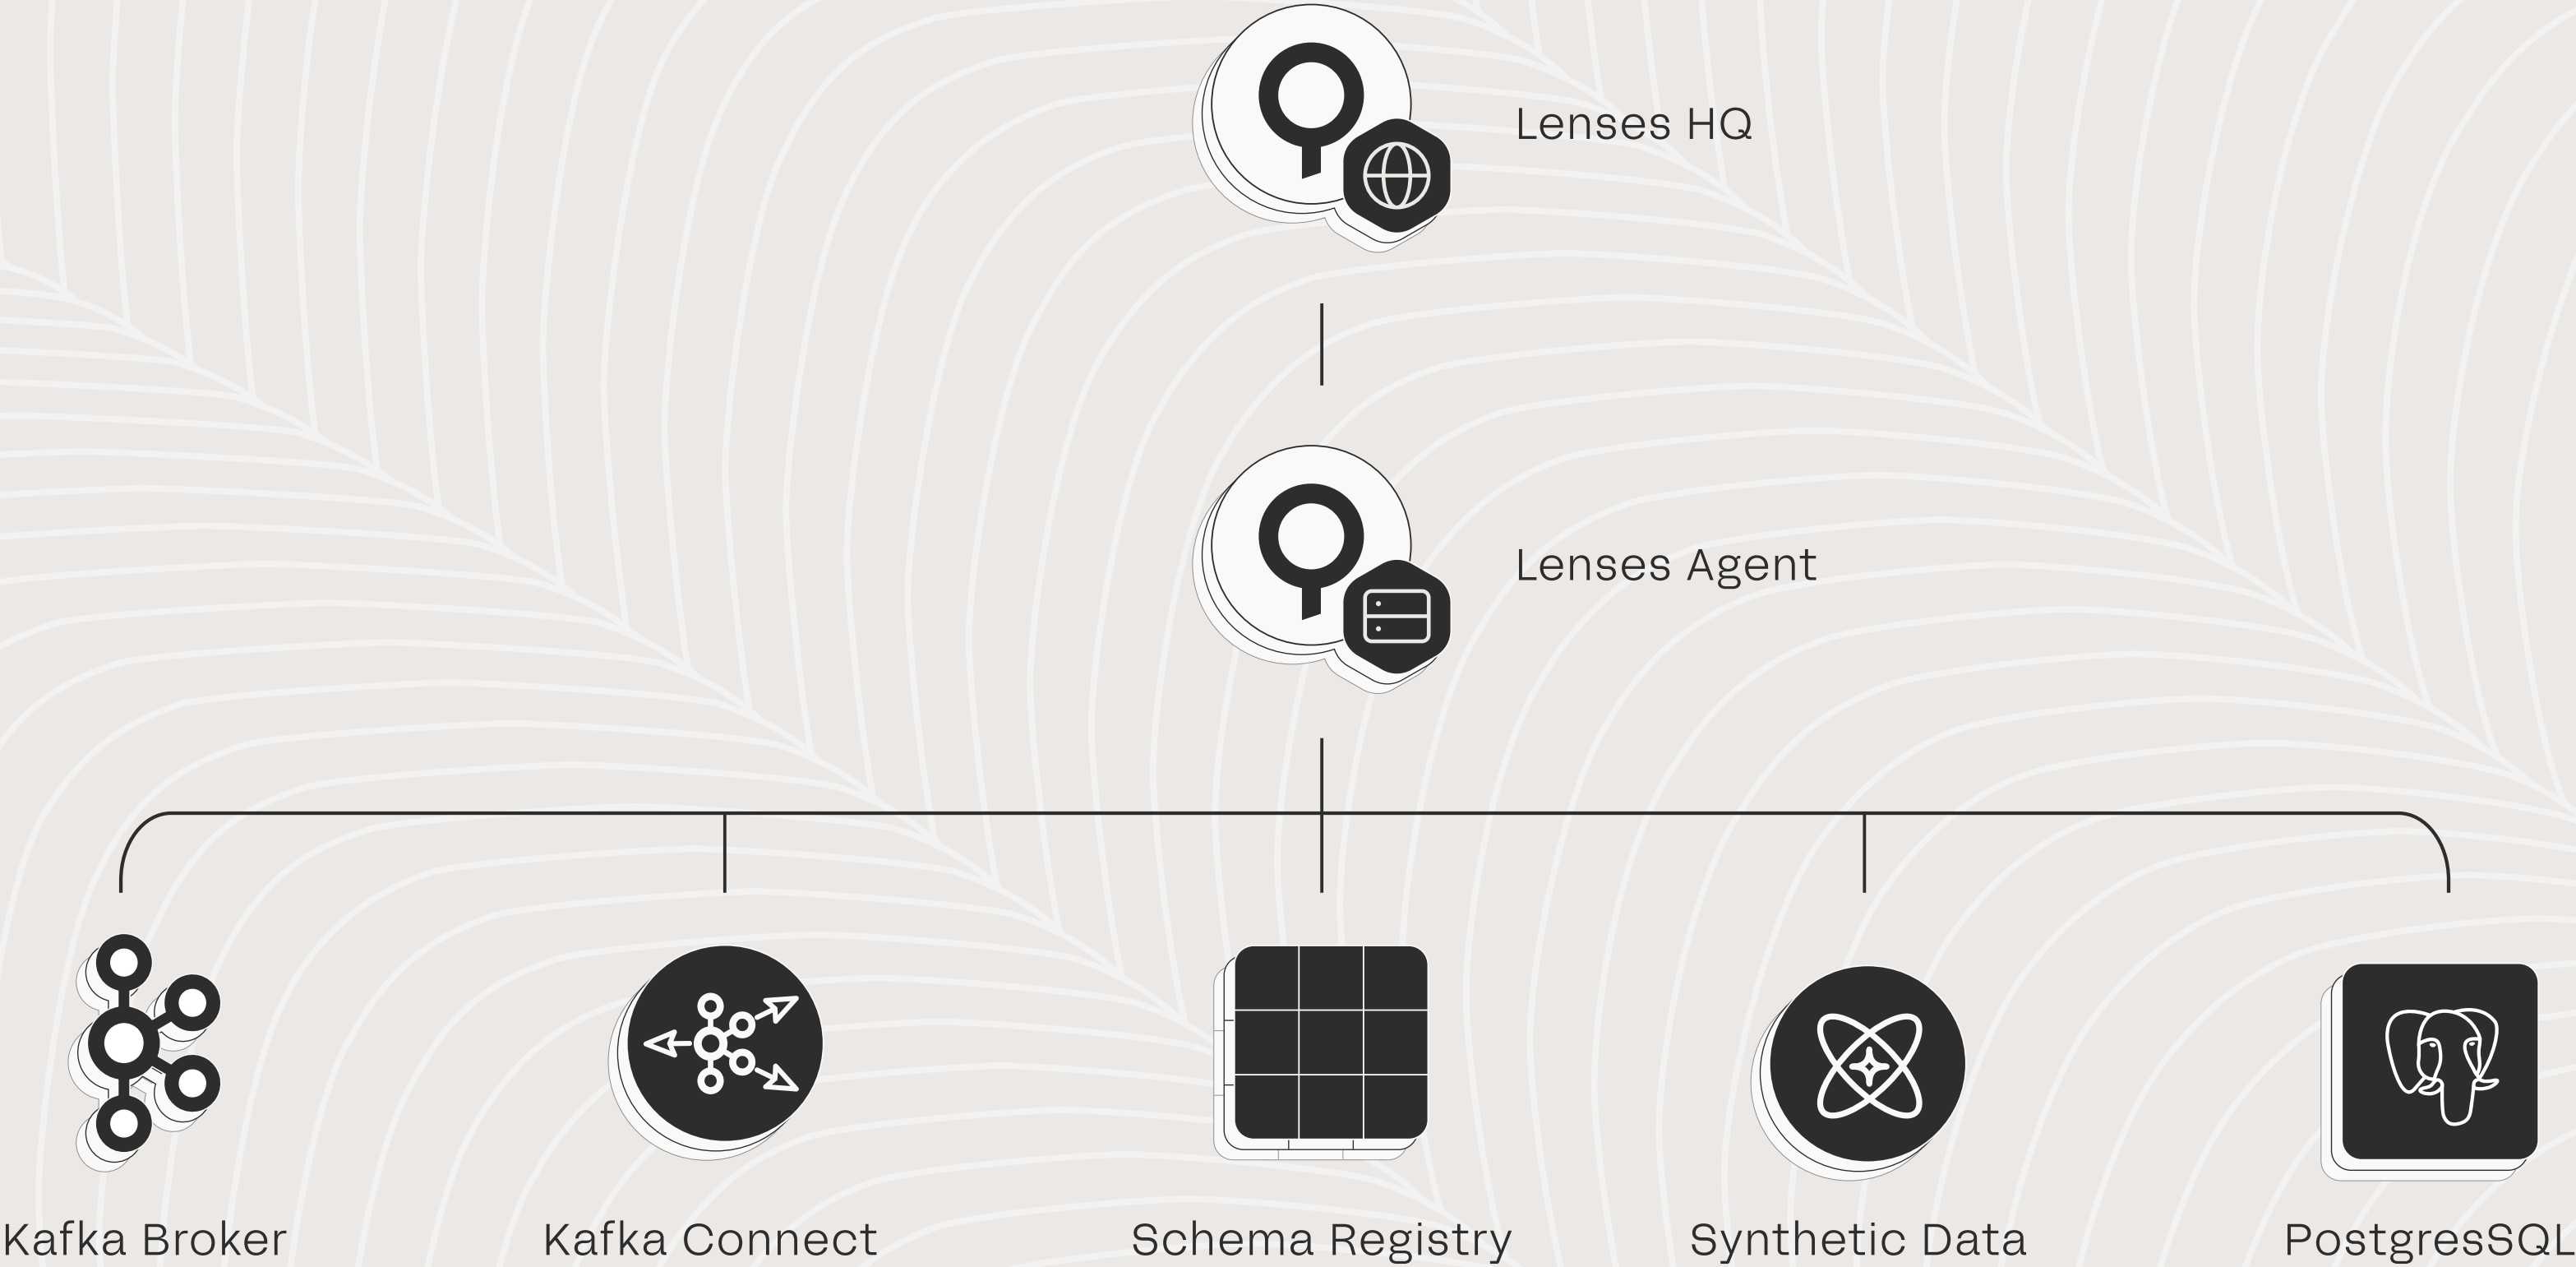 Lenses HQ
Lenses Agent
Kafka Broker
Kafka Connect
Schema Registry
Synthetic Data
PostgresSQL